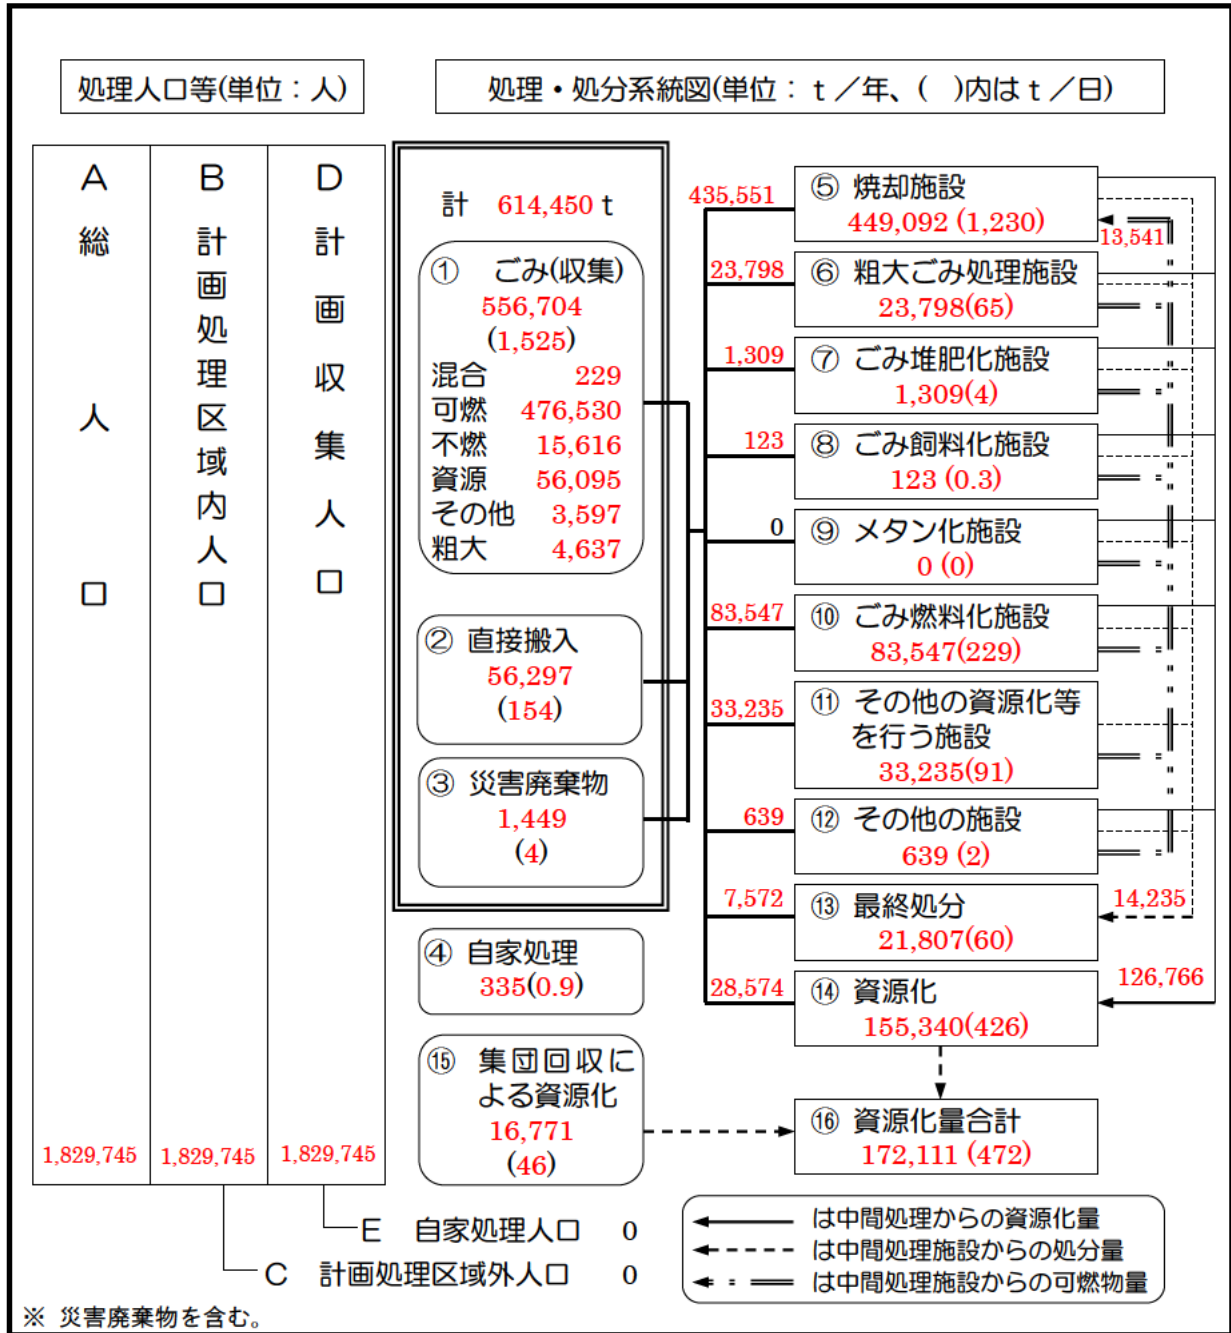 処理人口等(単位：人)
処理・処分系統図(単位：ｔ／年、(　)内はｔ／日)
A 総人口
1,829,745
B 計画処理区域内人口
1,829,745
D 計画収集人口
1,829,745
E 自家処理人口 0
C 計画処理区域外人口 0
計 614,450 t
① ごみ(収集)
556,704
(1,525)
混合 229
可燃 476,530
不燃 15,616
資源 56,095
その他 3,597
粗大 4,637
② 直接搬入
56,297
(154)
③ 災害廃棄物
1,449
(4)
④ 自家処理
335(0.9)
⑮ 集団回収に
よる資源化
16,771
(46)
435,551
⑤ 焼却施設
449,092 (1,230)
13,541
23,798
⑥ 粗大ごみ処理施設
23,798(65)
1,309
⑦ ごみ堆肥化施設
1,309(4)
123
⑧ ごみ飼料化施設
123 (0.3)
0
⑨ メタン化施設
0 (0)
83,547
⑩ ごみ燃料化施設
83,547(229)
33,235
⑪ その他の資源化等
を行う施設
33,235(91)
639
⑫ その他の施設
639 (2)
7,572
⑬ 最終処分
21,807(60)
14,235
28,574
⑭ 資源化
155,340(426)
126,766
⑯ 資源化量合計
172,111 (472)
は中間処理からの資源化量
は中間処理施設からの処分量
は中間処理施設からの可燃物量
※ 災害廃棄物を含む。